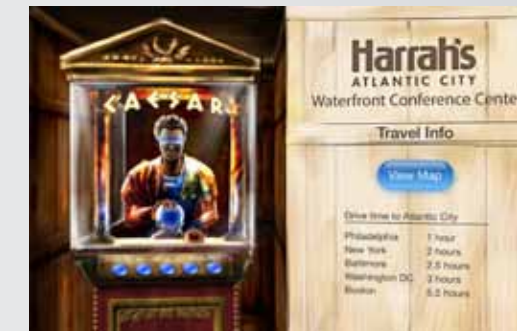 CAESAR
Harrah's
ATLANTIC CITY
Waterfront Conference Cente
Travel Info
View Map
Drive time to Atlantic City
Philadelphia 1 hour
New York 2 hours
Baltimore 2.5 hours
Washington DC 3 hours
Boston 5.5 hours